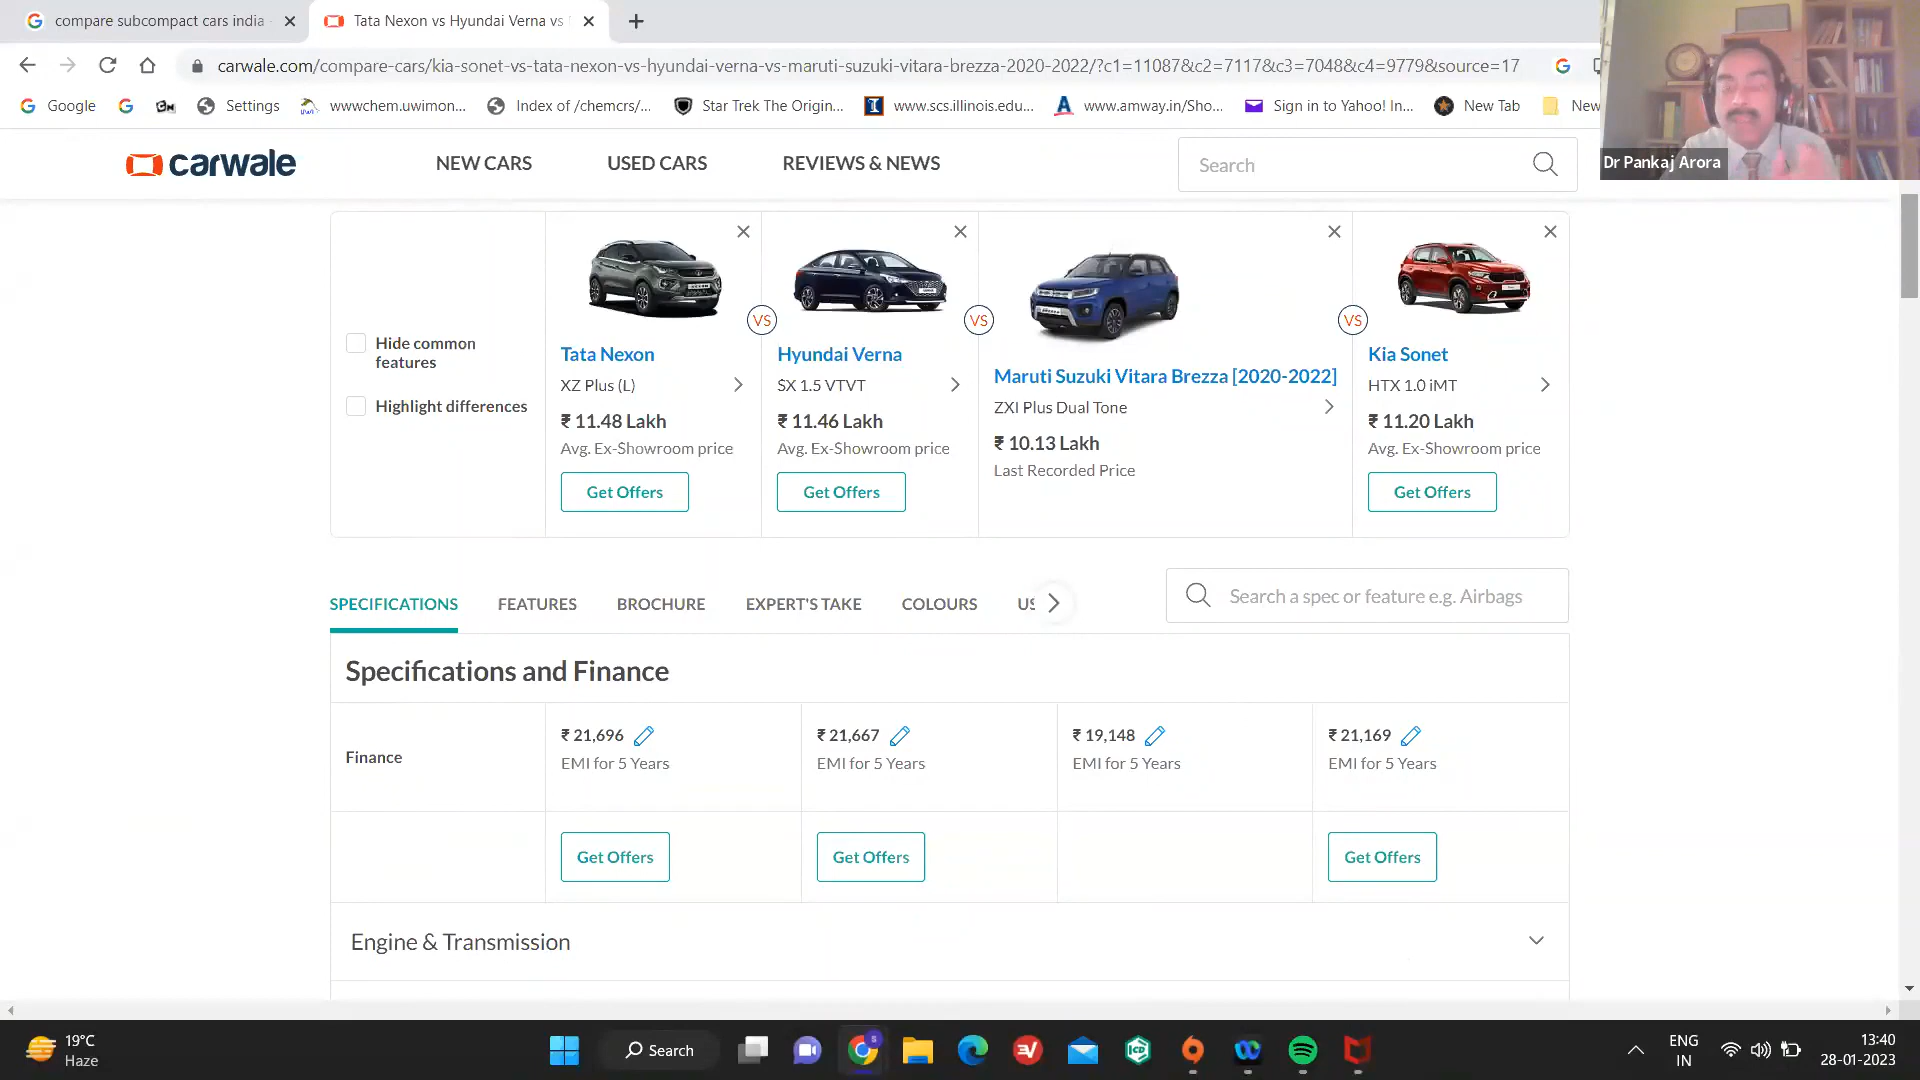 compare subcompact cars india
Tata Nexon vs Hyundai Verna vs
carwale.com/compare-cars/kia-sonet-vs-tata-nexon-vs-hyundai-verna-vs-maruti-suzuki-vitara-brezza-2020-2022/?c1=11087&c2=7117&c3=7048&c4=9779&source=17
Google
Settings
wwwchem.uwimon...
Index of /chemcrs/...
Star Trek The Origin...
www.scs.illinois.edu...
www.amway.in/Sho...
Sign in to Yahoo! In...
New Tab
New
Dr Pankaj Arora
carwale
NEW CARS
USED CARS
REVIEWS & NEWS
Search
Hide common
features
Highlight differences
Tata Nexon
XZ Plus (L)
₹ 11.48 Lakh
Avg. Ex-Showroom price
Get Offers
VS
Hyundai Verna
SX 1.5 VTVT
₹ 11.46 Lakh
Avg. Ex-Showroom price
Get Offers
VS
Maruti Suzuki Vitara Brezza [2020-2022]
ZXI Plus Dual Tone
₹ 10.13 Lakh
Last Recorded Price
VS
Kia Sonet
HTX 1.0 iMT
₹ 11.20 Lakh
Avg. Ex-Showroom price
Get Offers
SPECIFICATIONS
FEATURES
BROCHURE
EXPERT'S TAKE
COLOURS
US
Search a spec or feature e.g. Airbags
Specifications and Finance
Finance
₹ 21,696
EMI for 5 Years
₹ 21,667
EMI for 5 Years
₹ 19,148
EMI for 5 Years
₹ 21,169
EMI for 5 Years
Get Offers
Get Offers
Get Offers
Engine & Transmission
19°C
Haze
Search
ENG
IN
13:40
28-01-2023